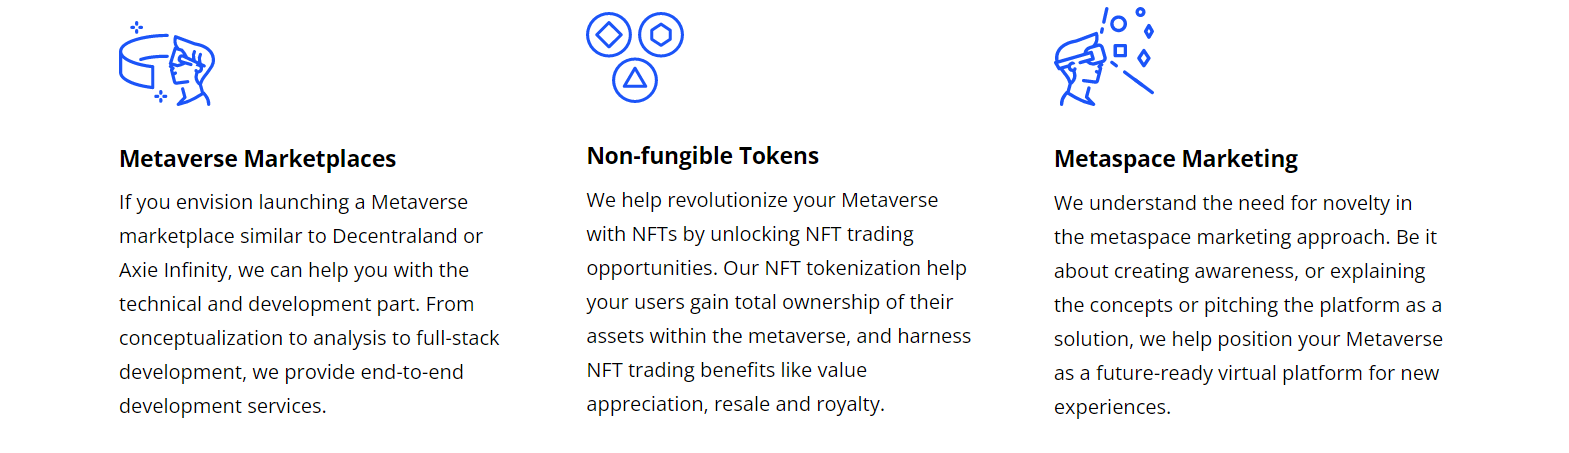 Metaverse Marketplaces
If you envision launching a Metaverse
marketplace similar to Decentraland or
Axie Infinity, we can help you with the
technical and development part. From
conceptualization to analysis to full-stack
development, we provide end-to-end
development services.
Non-fungible Tokens
We help revolutionize your Metaverse
with NFTs by unlocking NFT trading
opportunities. Our NFT tokenization help
your users gain total ownership of their
assets within the metaverse, and harness
NFT trading benefits like value
appreciation, resale and royalty.
Metaspace Marketing
We understand the need for novelty in
the metaspace marketing approach. Be it
about creating awareness, or explaining
the concepts or pitching the platform as a
solution, we help position your Metaverse
as a future-ready virtual platform for new
experiences.